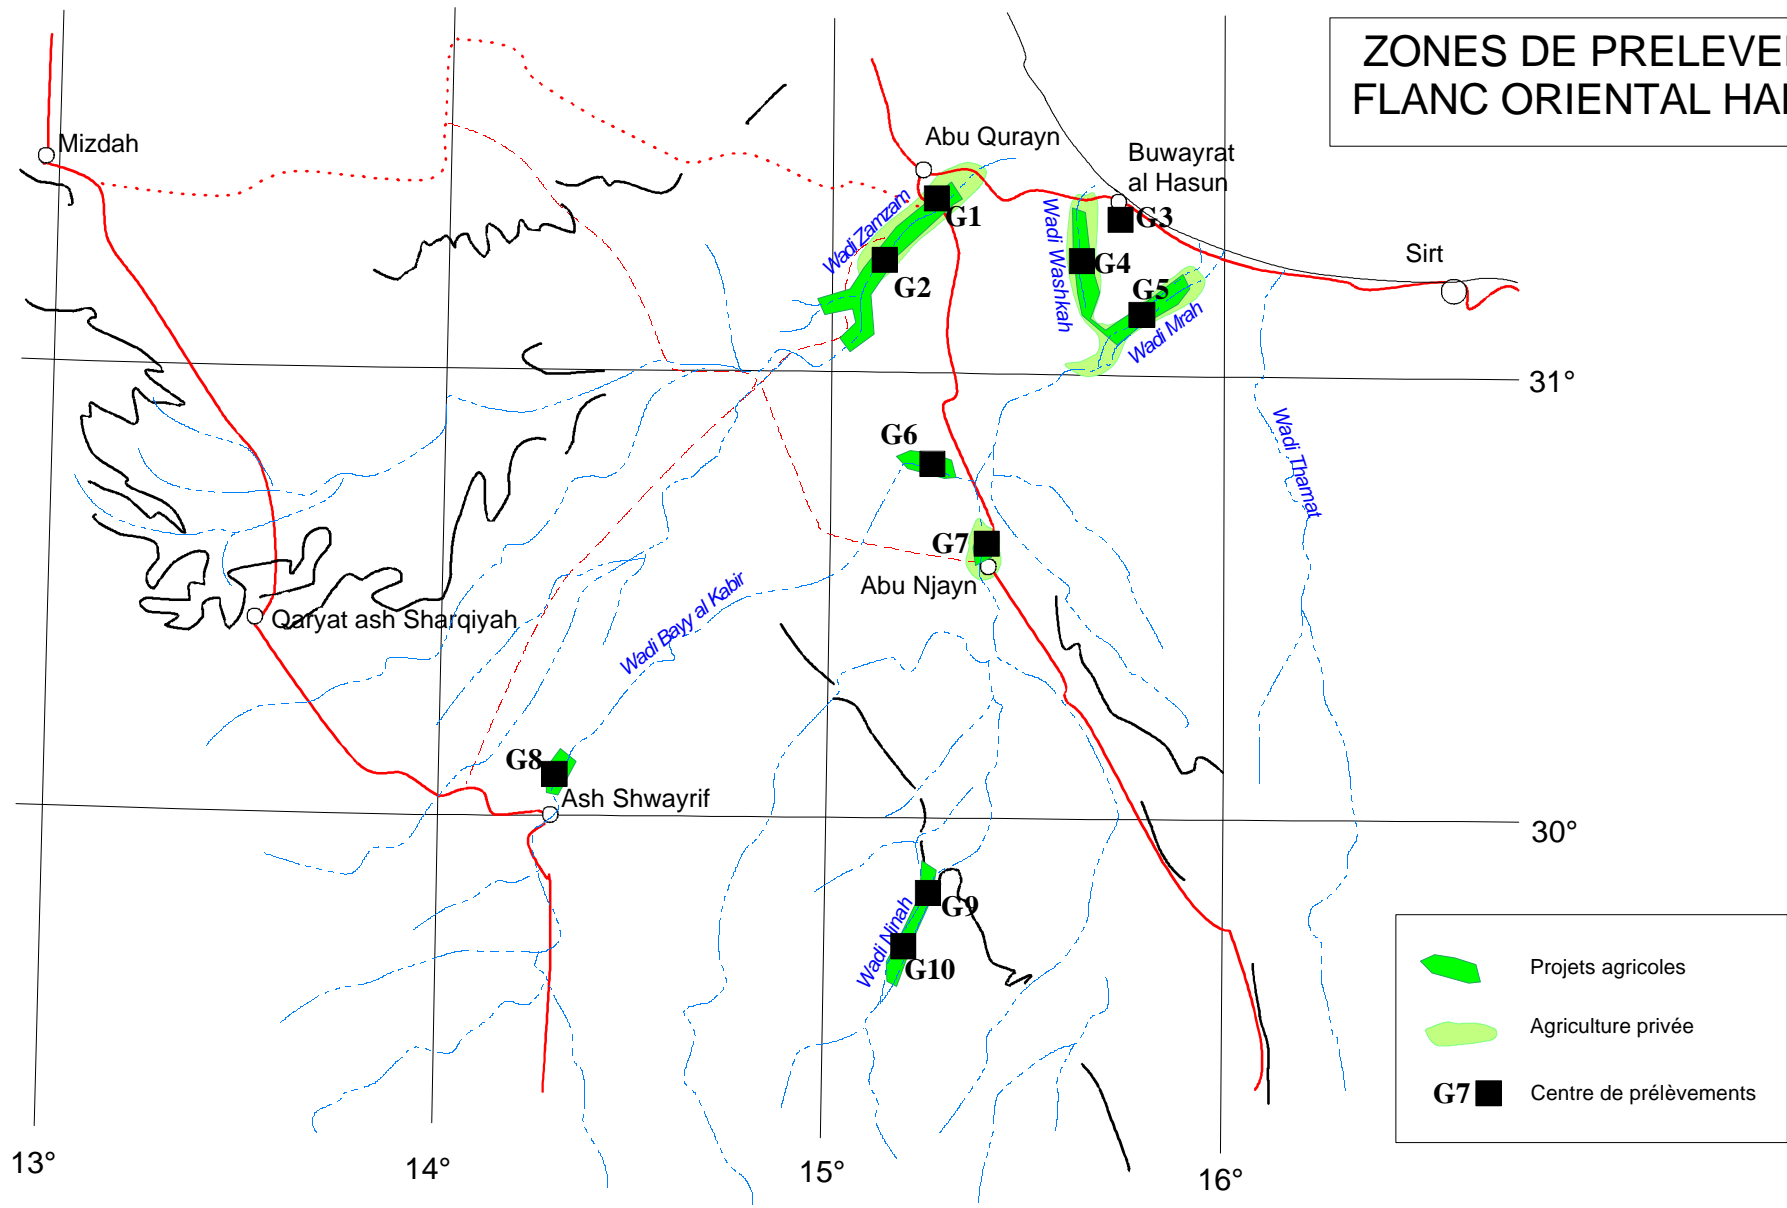 ZONES DE PRELEVE
FLANC ORIENTAL
Mizdah
Abu Qurayn
Buwayrat
al Hasun
Wadi Zamzam
G1
G3
Wadi Washkah
G4
Sirt
G2
G5
Wadi Mrah
31°
Wadi Thamat
G6
G7
Abu Njayn
Wadi Bayy al Kabir
Qaryat ash Sharqiyah
G8
Ash Shwayrif
30°
Wadi Ninah
G9
G10
Projets agricoles
Agriculture privée
G7
Centre de prélèvements
13°
14°
15°
16°